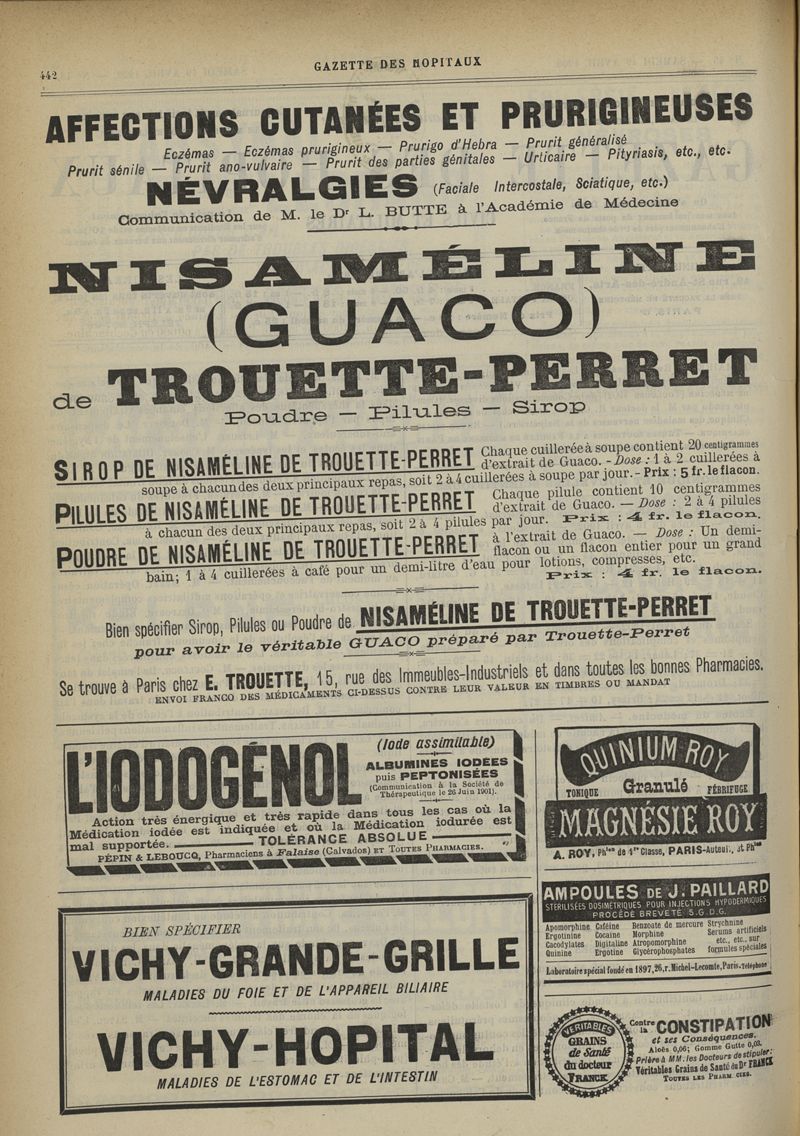 442
GAZETTE DES HOPITAUX
AFFECTIONS CUTANÉES ET PRURIGINEUSES
Eczémas — Eczémas prurigineux — Prurigo d'Hebra — Prurit généralisé
Prurit sénile — Prurit ano-vulvaire — Prurit des parties génitales — Urticaire — Pityriasis, etc., etc.
NÉVRALGIES (Faciale Intercostale, Sciatique, etc.)
Communication de M. le Dr L. BUTTE à l'Académie de Médecine
NISAMÉLINE
(GUACO)
de TROUETTE-PERRET
Poudre — Pilules — Sirop
SIROP DE NISAMÉLINE DE TROUETTE-PERRET Chaque cuillerée à soupe contient 20 centigrammes
d'extrait de Guaco. - Dose : 1 à 2 cuillerées à
soupe à chacun des deux principaux repas, soit 2 à 4 cuillerées à soupe par jour. - Prix : 5 fr. le flacon.
PILULES DE NISAMÉLINE DE TROUETTE-PERRET Chaque pilule contient 10 centigrammes
d'extrait de Guaco. — Dose : 2 à 4 pilules
à chacun des deux principaux repas, soit 2 à 4 pilules par jour. Prix : 4 fr. le flacon.
POUDRE DE NISAMÉLINE DE TROUETTE-PERRET à l'extrait de Guaco. — Dose : Un demi-
flacon ou un flacon entier pour un grand
bain; 1 à 4 cuillerées à café pour un demi-litre d'eau pour lotions, compresses, etc.
Prix : 4 fr. le flacon.
Bien spécifier Sirop, Pilules ou Poudre de NISAMÉLINE DE TROUETTE-PERRET
pour avoir le véritable GUACO préparé par Trouette-Perret
Se trouve à Paris chez E. TROUETTE, 15, rue des Immeubles-Industriels et dans toutes les bonnes Pharmacies.
ENVOI FRANCO DES MÉDICAMENTS CI-DESSUS CONTRE LEUR VALEUR EN TIMBRES OU MANDAT
L'IODOGÉNOL
(Iode assimilable)
ALBUMINES IODÉES
puis PEPTONISÉES
(Communication à la Société de
Thérapeutique le 26 Juin 1901).
Action très énergique et très rapide dans tous les cas où la
Médication iodée est indiquée et où la Médication iodurée est
mal supportée. — TOLÉRANCE ABSOLUE
PÉPIN & LEBOUCQ, Pharmaciens à Falaise (Calvados) ET TOUTES PHARMACIES.
BIEN SPÉCIFIER
VICHY-GRANDE-GRILLE
MALADIES DU FOIE ET DE L'APPAREIL BILIAIRE
VICHY-HOPITAL
MALADIES DE L'ESTOMAC ET DE L'INTESTIN
QUINIUM ROY
TONIQUE Granulé FÉBRIFUGE
MAGNÉSIE ROY
A. ROY, Phien de 1re Classe, PARIS-Auteuil, et Phies
AMPOULES DE J. PAILLARD
STÉRILISÉES DOSIMÉTRIQUES POUR INJECTIONS HYPODERMIQUES
PROCÉDÉ BREVETÉ S.G.D.G.
Apomorphine Caféine Benzoate de mercure Strychnine
Ergotinine Cocaïne Morphine Serums artificiels
Cacodylates Digitaline Atropomorphine etc., etc., sur
Quinine Ergotine Glycérophosphates formules spéciales
Laboratoire spécial fondé en 1897, 26, r. Michel-Lecomte, Paris. Téléphone
VÉRITABLES
GRAINS
de Santé
du docteur
FRANCK
Contre la CONSTIPATION
et ses Conséquences.
Aloès 0,06; Gomme Gutte 0,03.
Prière à MM. les Docteurs de stipuler:
Véritables Grains de Santé du Dr FRANCK
TOUTES LES PHARMACIES.